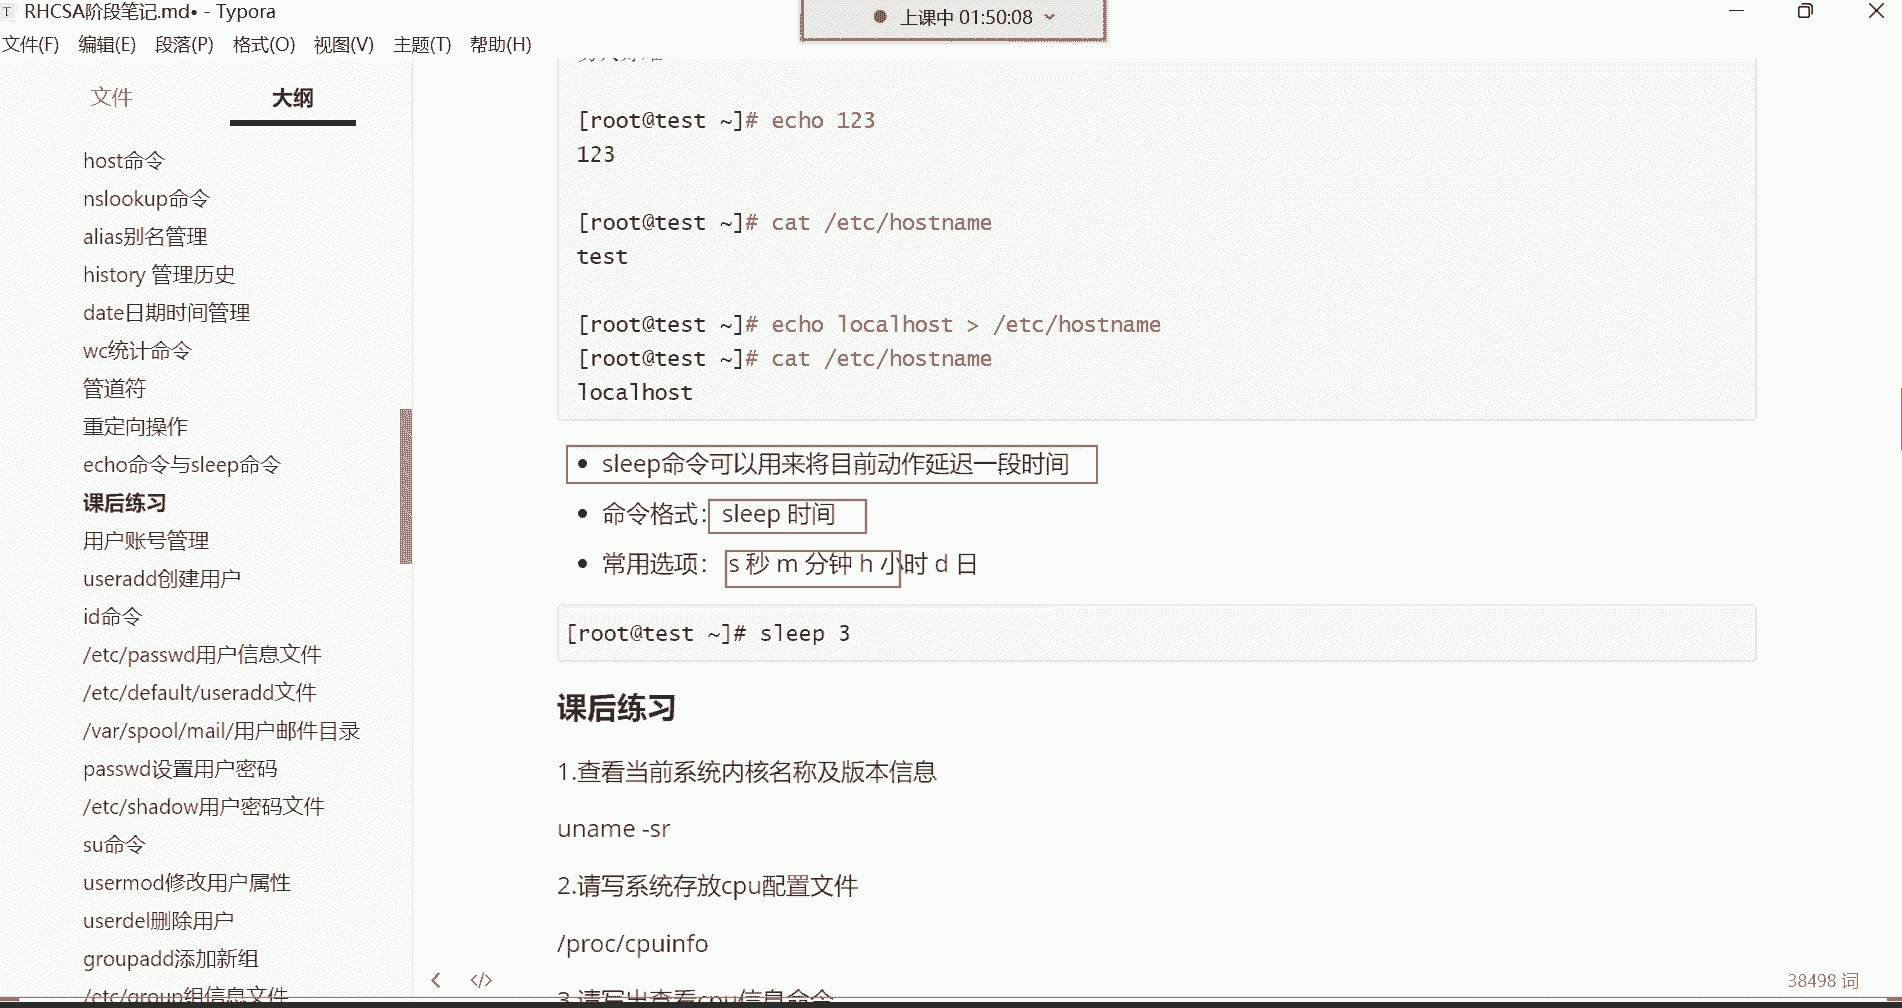 RHCSA阶段笔记.md• - Typora
上课中 01:50:08
文件(F) 编辑(E) 段落(P) 格式(O) 视图(V) 主题(T) 帮助(H)
文件 大纲
host命令
nslookup命令
alias别名管理
history 管理历史
date日期时间管理
wc统计命令
管道符
重定向操作
echo命令与sleep命令
课后练习
用户账号管理
useradd创建用户
id命令
/etc/passwd用户信息文件
/etc/default/useradd文件
/var/spool/mail/用户邮件目录
passwd设置用户密码
/etc/shadow用户密码文件
su命令
usermod修改用户属性
userdel删除用户
groupadd添加新组
/etc/group组信息文件
[root@test ~]# echo 123
123
[root@test ~]# cat /etc/hostname
test
[root@test ~]# echo localhost > /etc/hostname
[root@test ~]# cat /etc/hostname
localhost
• sleep命令可以用来将目前动作延迟一段时间
• 命令格式：sleep 时间
• 常用选项： s 秒 m 分钟 h 小时 d 日
[root@test ~]# sleep 3
课后练习
1.查看当前系统内核名称及版本信息
uname -sr
2.请写系统存放cpu配置文件
/proc/cpuinfo
3.请写出查看cpu信息命令
38498 词